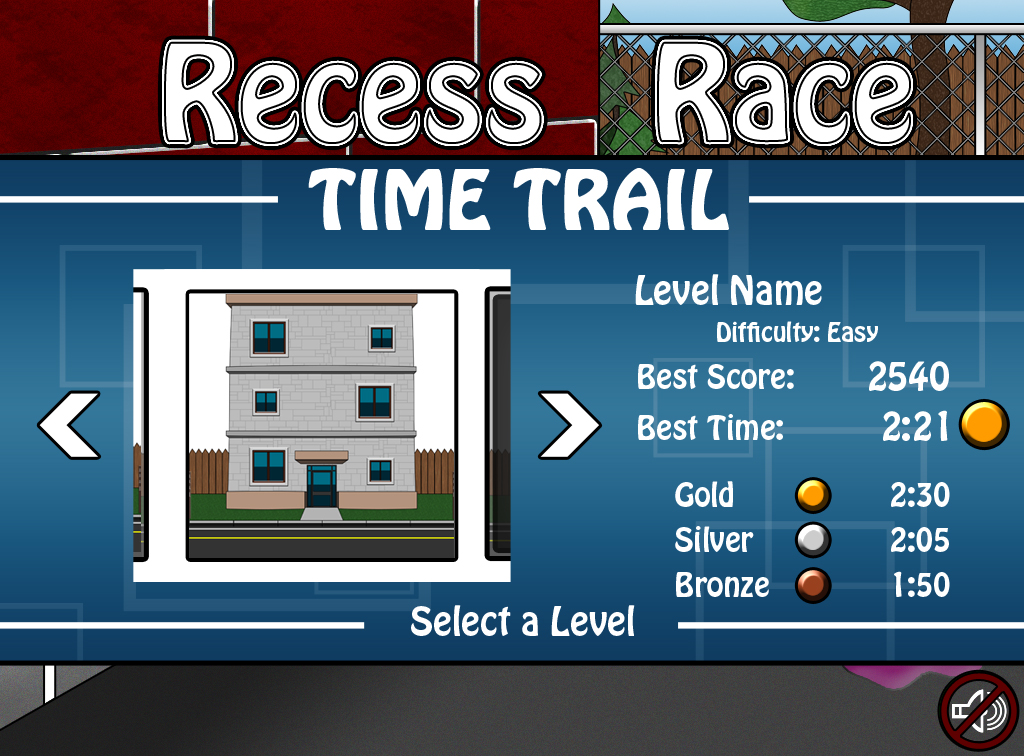 Recess Race
TIME TRAIL
Level Name
Difficulty: Easy
Best Score: 2540
Best Time: 2:21
Gold 2:30
Silver 2:05
Bronze 1:50
Select a Level